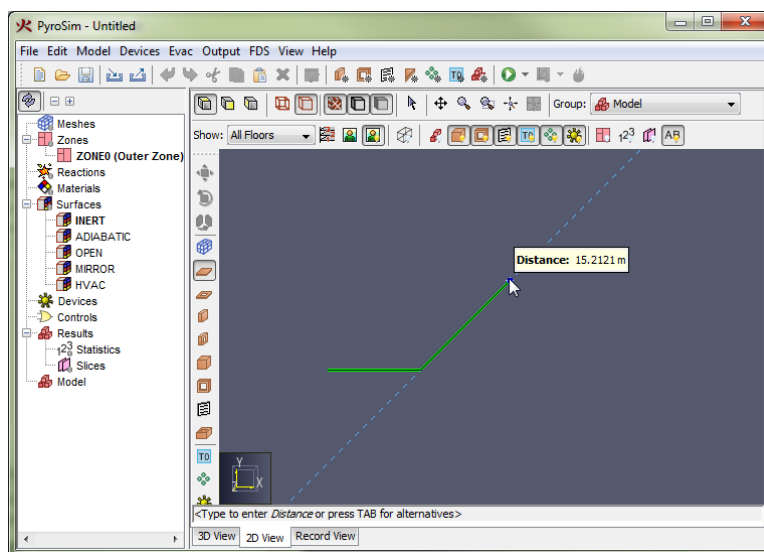 PyroSim - Untitled
File Edit Model Devices Evac Output FDS View Help
Group: Model
Show: All Floors
Meshes
Zones
ZONE0 (Outer Zone)
Reactions
Materials
Surfaces
INERT
ADIABATIC
OPEN
MIRROR
HVAC
Devices
Controls
Results
Statistics
Slices
Model
Distance: 15.2121 m
Y
X
<Type to enter Distance or press TAB for alternatives>
3D View 2D View Record View